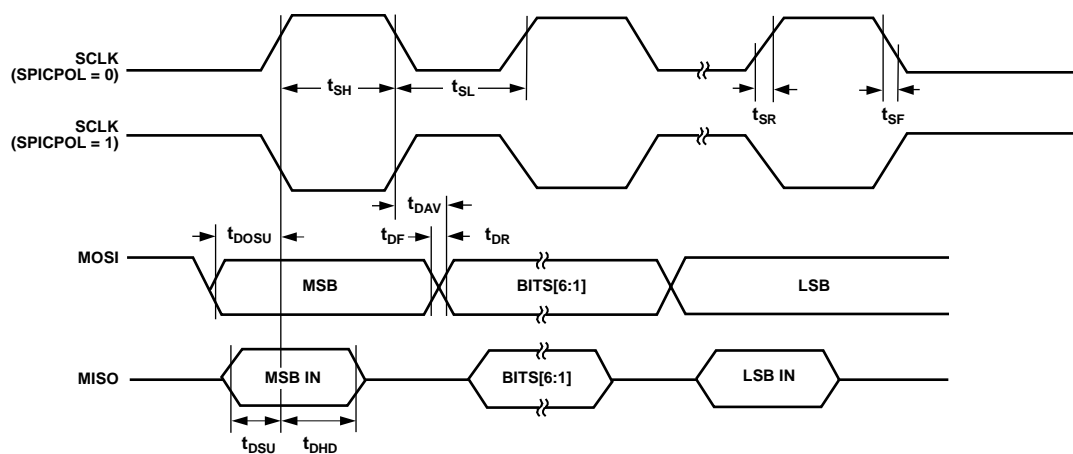 SCLK
(SPICPOL = 0)
tSH
tSL
tSR
tSF
SCLK
(SPICPOL = 1)
tDAV
tDOSU
tDF
tDR
MOSI
MSB
BITS[6:1]
LSB
MISO
MSB IN
BITS[6:1]
LSB IN
tDSU
tDHD